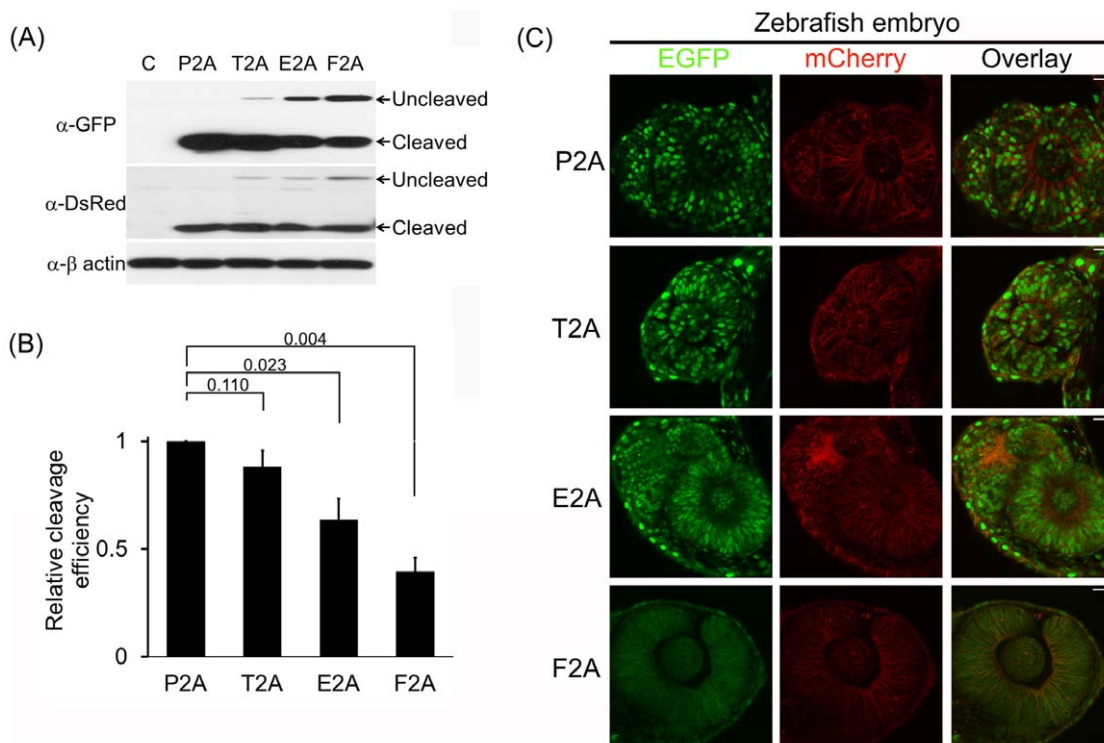 (A)
C P2A T2A E2A F2A
α-GFP
Uncleaved
Cleaved
α-DsRed
Uncleaved
Cleaved
α-β actin
(B)
0.004
0.023
0.110
Relative cleavage
efficiency
1
0.5
0
P2A T2A E2A F2A
(C)
Zebrafish embryo
EGFP mCherry Overlay
P2A
T2A
E2A
F2A